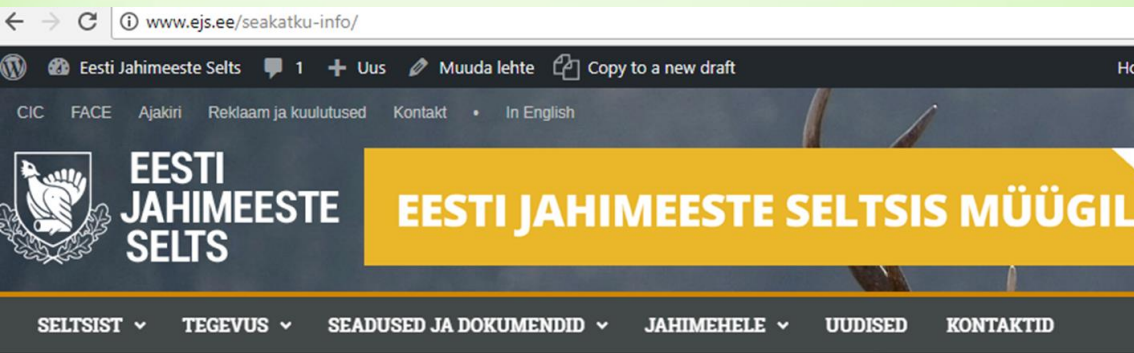 www.ejs.ee/seakatku-info/
Eesti Jahimeeste Selts 1 Uus Muuda lehte Copy to a new draft
CIC FACE Ajakiri Reklaam ja kuulutused Kontakt • In English
EESTI
JAHIMEESTE
SELTS
EESTI JAHIMEESTE SELTSIS MÜÜGIL
SELTSIST TEGEVUS SEADUSED JA DOKUMENDID JAHIMEHELE UUDISED KONTAKTID